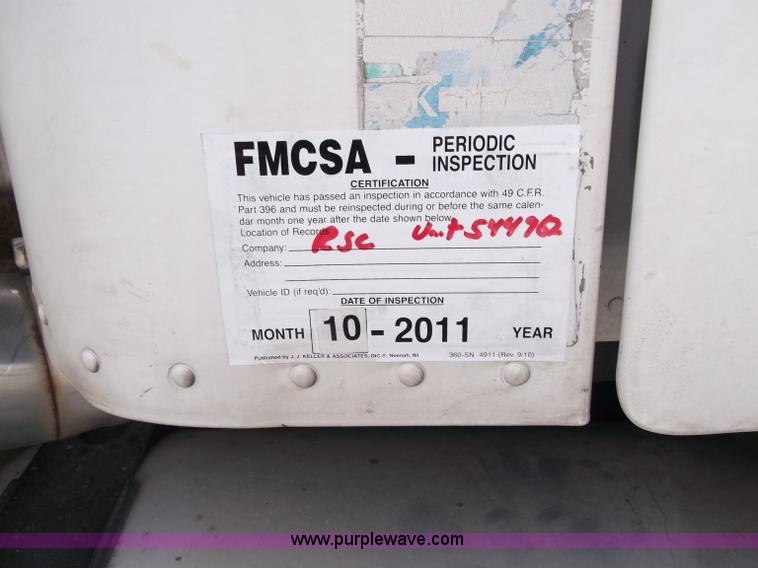 FMCSA - PERIODIC INSPECTION
CERTIFICATION
This vehicle has passed an inspection in accordance with 49 C.F.R.
Part 396 and must be reinspected during or before the same calen-
dar month one year after the date shown below.
Location of Records
Company: RSC Unit
Address:
Vehicle ID (if req'd):
DATE OF INSPECTION
MONTH 10 - 2011 YEAR
Published by J. J. KELLER & ASSOCIATES, INC.®, Neenah, WI 360-SN 4911 (Rev. 9/10)
www.purplewave.com